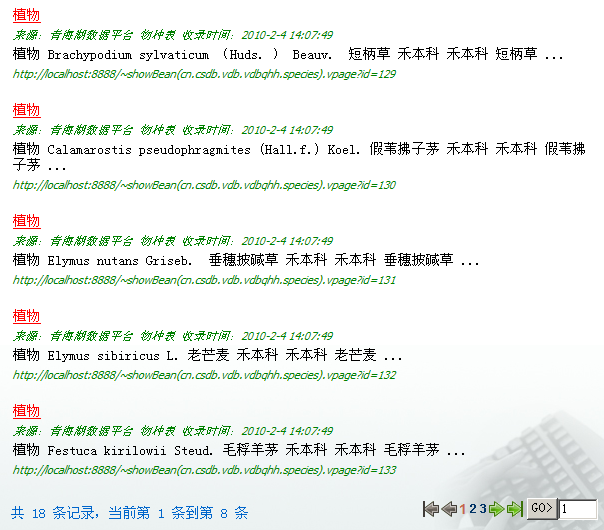 植物
来源: 青海湖数据平台 物种表 收录时间: 2010-2-4 14:07:49
植物 Brachypodium sylvaticum (Huds. ) Beauv. 短柄草 禾本科 禾本科 短柄草 ...
http://localhost:8888/~showBean(cn.csdb.vdb.vdbqhh.species).vpage?id=129
植物
来源: 青海湖数据平台 物种表 收录时间: 2010-2-4 14:07:49
植物 Calamarostis pseudophragmites (Hall.f.) Koel. 假苇拂子茅 禾本科 禾本科 假苇拂
子茅 ...
http://localhost:8888/~showBean(cn.csdb.vdb.vdbqhh.species).vpage?id=130
植物
来源: 青海湖数据平台 物种表 收录时间: 2010-2-4 14:07:49
植物 Elymus nutans Griseb. 垂穗披碱草 禾本科 禾本科 垂穗披碱草 ...
http://localhost:8888/~showBean(cn.csdb.vdb.vdbqhh.species).vpage?id=131
植物
来源: 青海湖数据平台 物种表 收录时间: 2010-2-4 14:07:49
植物 Elymus sibiricus L. 老芒麦 禾本科 禾本科 老芒麦 ...
http://localhost:8888/~showBean(cn.csdb.vdb.vdbqhh.species).vpage?id=132
植物
来源: 青海湖数据平台 物种表 收录时间: 2010-2-4 14:07:49
植物 Festuca kirilowii Steud. 毛稃羊茅 禾本科 禾本科 毛稃羊茅 ...
http://localhost:8888/~showBean(cn.csdb.vdb.vdbqhh.species).vpage?id=133
共 18 条记录, 当前第 1 条到第 8 条 1 2 3 GO> 1